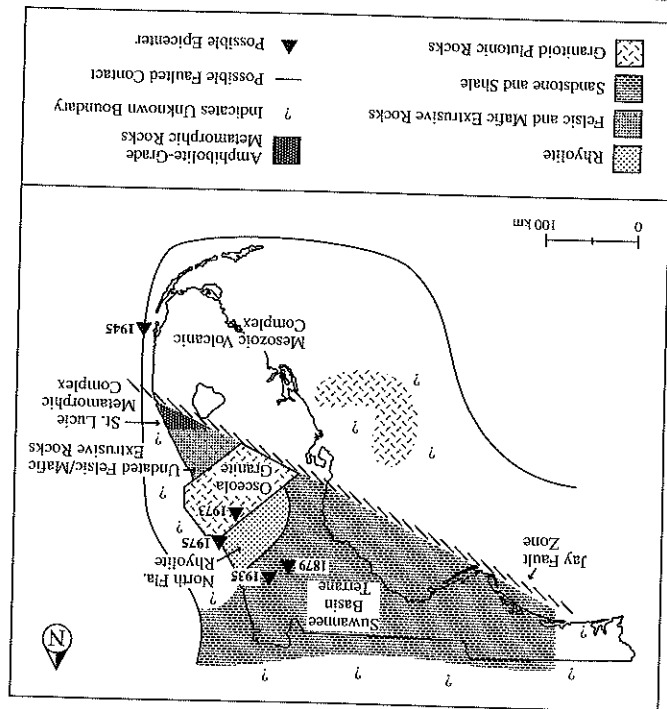 ? ? ? ? ?
N
?
Suwannee
Basin
Terrane
1879
1935
?
Jay Fault
Zone
North Fla.
Rhyolite
1975
1973
?
Osceola
Granite
?
Undated Felsic/Mafic
Extrusive Rocks
?
St. Lucie
Metamorphic
Complex
?
?
?
?
Mesozoic Volcanic
Complex
1945
0
100 km
Rhyolite
Felsic and Mafic Extrusive Rocks
Sandstone and Shale
Granitoid Plutonic Rocks
Amphibolite-Grade
Metamorphic Rocks
? Indicates Unknown Boundary
Possible Faulted Contact
Possible Epicenter